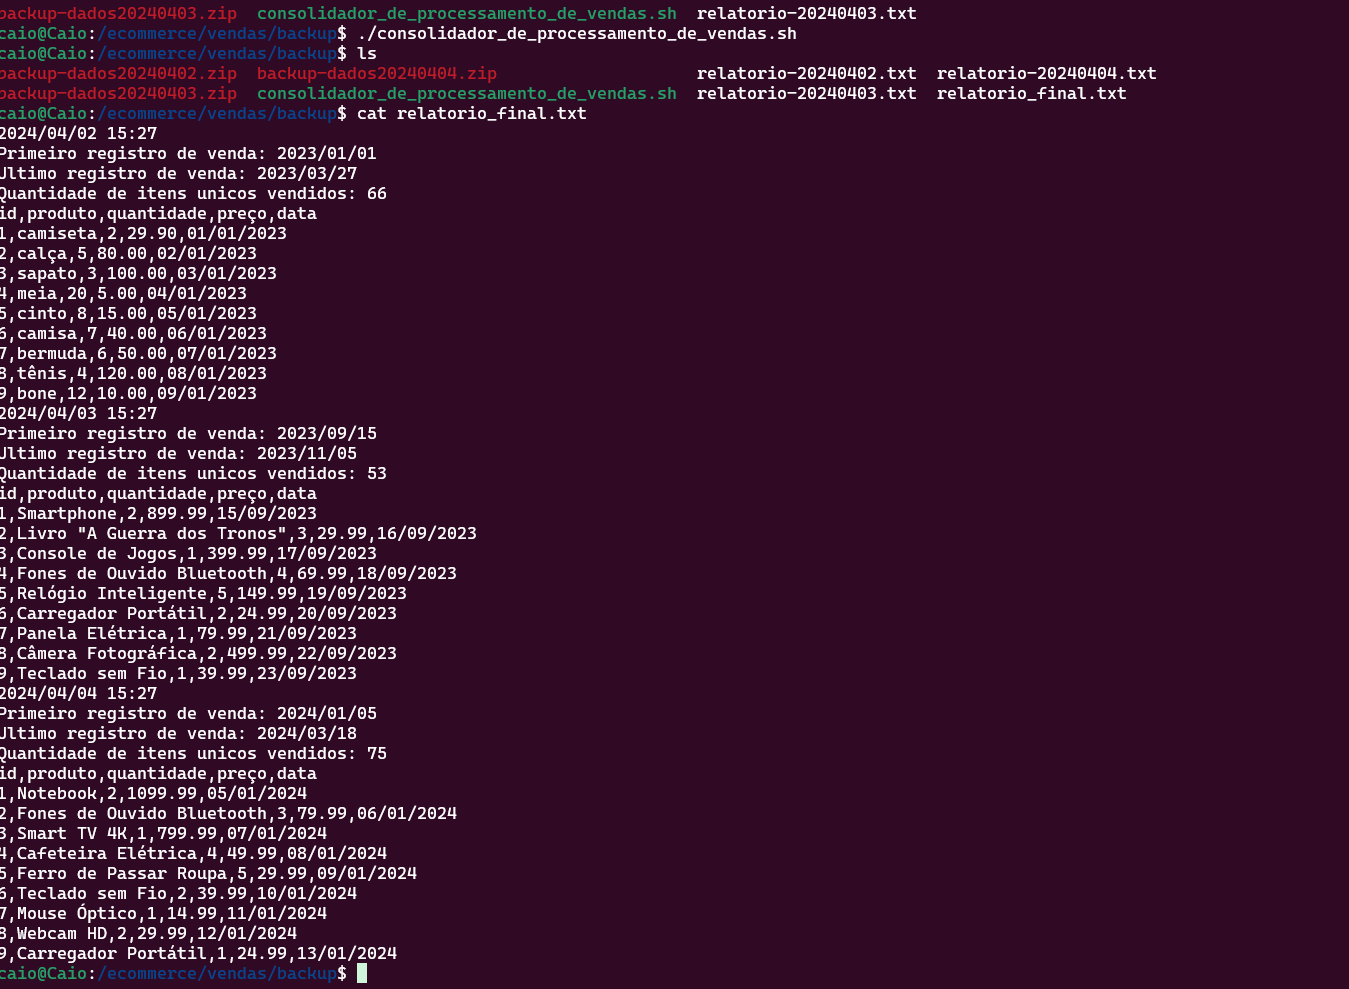 backup-dados20240403.zip  consolidador_de_processamento_de_vendas.sh  relatorio-20240403.txt
caio@Caio:/ecommerce/vendas/backup$ ./consolidador_de_processamento_de_vendas.sh
caio@Caio:/ecommerce/vendas/backup$ ls
backup-dados20240402.zip  backup-dados20240404.zip                    relatorio-20240402.txt  relatorio-20240404.txt
backup-dados20240403.zip  consolidador_de_processamento_de_vendas.sh  relatorio-20240403.txt  relatorio_final.txt
caio@Caio:/ecommerce/vendas/backup$ cat relatorio_final.txt
2024/04/02 15:27
Primeiro registro de venda: 2023/01/01
Ultimo registro de venda: 2023/03/27
Quantidade de itens unicos vendidos: 66
id,produto,quantidade,preço,data
1,camiseta,2,29.90,01/01/2023
2,calça,5,80.00,02/01/2023
3,sapato,3,100.00,03/01/2023
4,meia,20,5.00,04/01/2023
5,cinto,8,15.00,05/01/2023
6,camisa,7,40.00,06/01/2023
7,bermuda,6,50.00,07/01/2023
8,tênis,4,120.00,08/01/2023
9,bone,12,10.00,09/01/2023
2024/04/03 15:27
Primeiro registro de venda: 2023/09/15
Ultimo registro de venda: 2023/11/05
Quantidade de itens unicos vendidos: 53
id,produto,quantidade,preço,data
1,Smartphone,2,899.99,15/09/2023
2,Livro "A Guerra dos Tronos",3,29.99,16/09/2023
3,Console de Jogos,1,399.99,17/09/2023
4,Fones de Ouvido Bluetooth,4,69.99,18/09/2023
5,Relógio Inteligente,5,149.99,19/09/2023
6,Carregador Portátil,2,24.99,20/09/2023
7,Panela Elétrica,1,79.99,21/09/2023
8,Câmera Fotográfica,2,499.99,22/09/2023
9,Teclado sem Fio,1,39.99,23/09/2023
2024/04/04 15:27
Primeiro registro de venda: 2024/01/05
Ultimo registro de venda: 2024/03/18
Quantidade de itens unicos vendidos: 75
id,produto,quantidade,preço,data
1,Notebook,2,1099.99,05/01/2024
2,Fones de Ouvido Bluetooth,3,79.99,06/01/2024
3,Smart TV 4K,1,799.99,07/01/2024
4,Cafeteira Elétrica,4,49.99,08/01/2024
5,Ferro de Passar Roupa,5,29.99,09/01/2024
6,Teclado sem Fio,2,39.99,10/01/2024
7,Mouse Óptico,1,14.99,11/01/2024
8,Webcam HD,2,29.99,12/01/2024
9,Carregador Portátil,1,24.99,13/01/2024
caio@Caio:/ecommerce/vendas/backup$